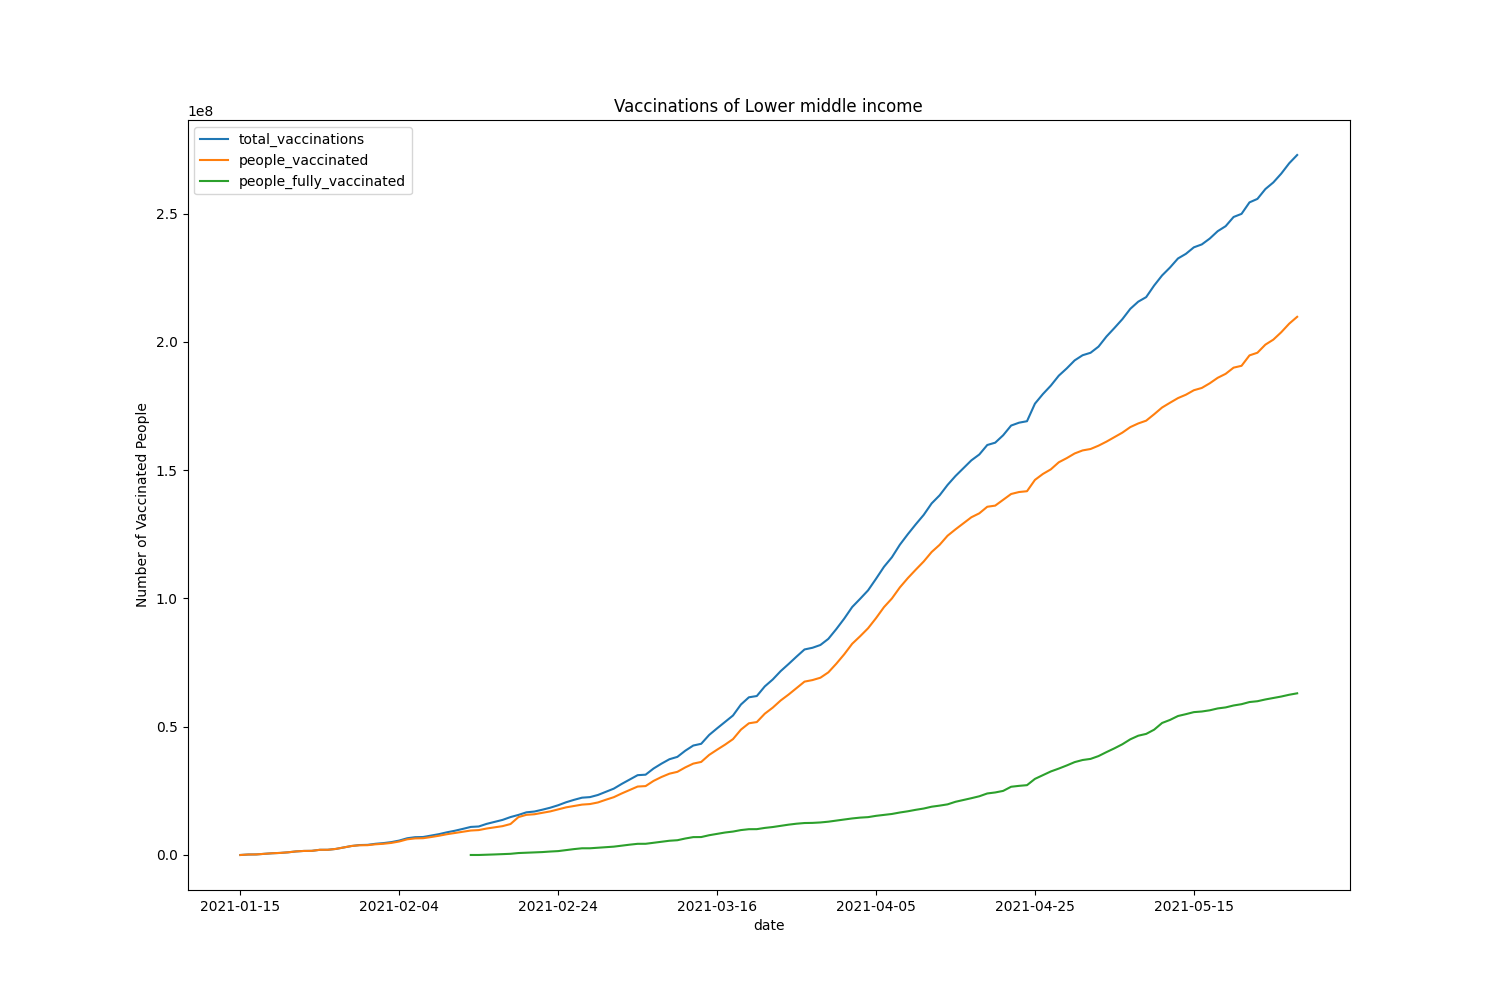 Vaccinations of Lower middle income
1e8
total_vaccinations
people_vaccinated
people_fully_vaccinated
2.5
2.0
1.5
1.0
0.5
0.0
Number of Vaccinated People
2021-01-15 2021-02-04 2021-02-24 2021-03-16 2021-04-05 2021-04-25 2021-05-15
date